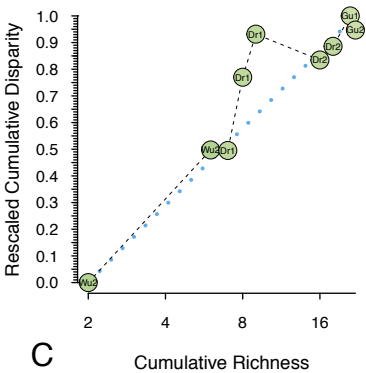 Rescaled Cumulative Disparity
1.0
0.9
0.8
0.7
0.6
0.5
0.4
0.3
0.2
0.1
0.0
Gu1
Gu2
Dr1
Dr2
Dr2
Dr1
Wu2
Dr1
Wu2
2 4 8 16
C
Cumulative Richness